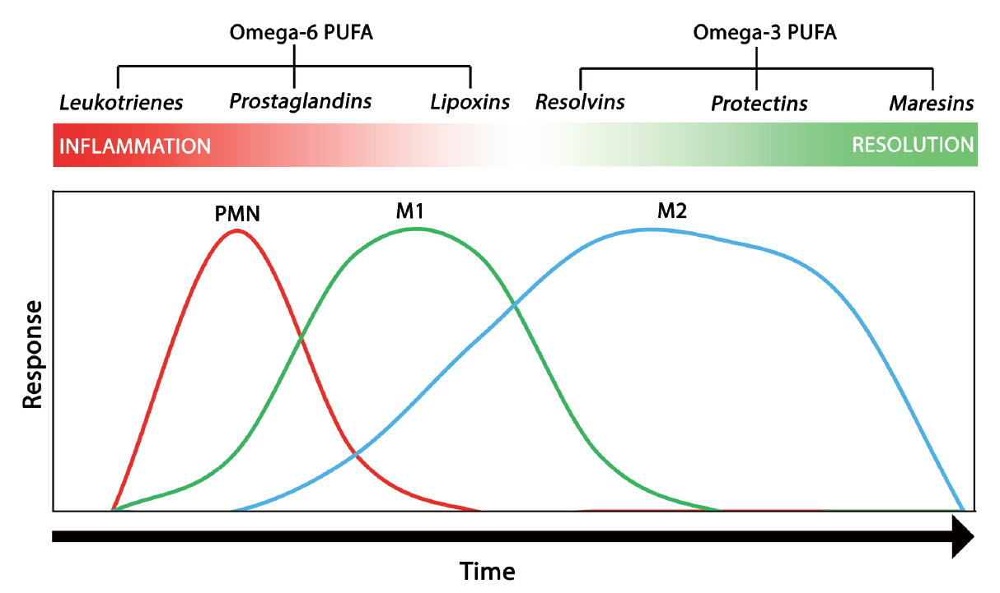 Omega-6 PUFA
Omega-3 PUFA
Leukotrienes
Prostaglandins
Lipoxins
Resolvins
Protectins
Maresins
INFLAMMATION
RESOLUTION
PMN
M1
M2
Response
Time